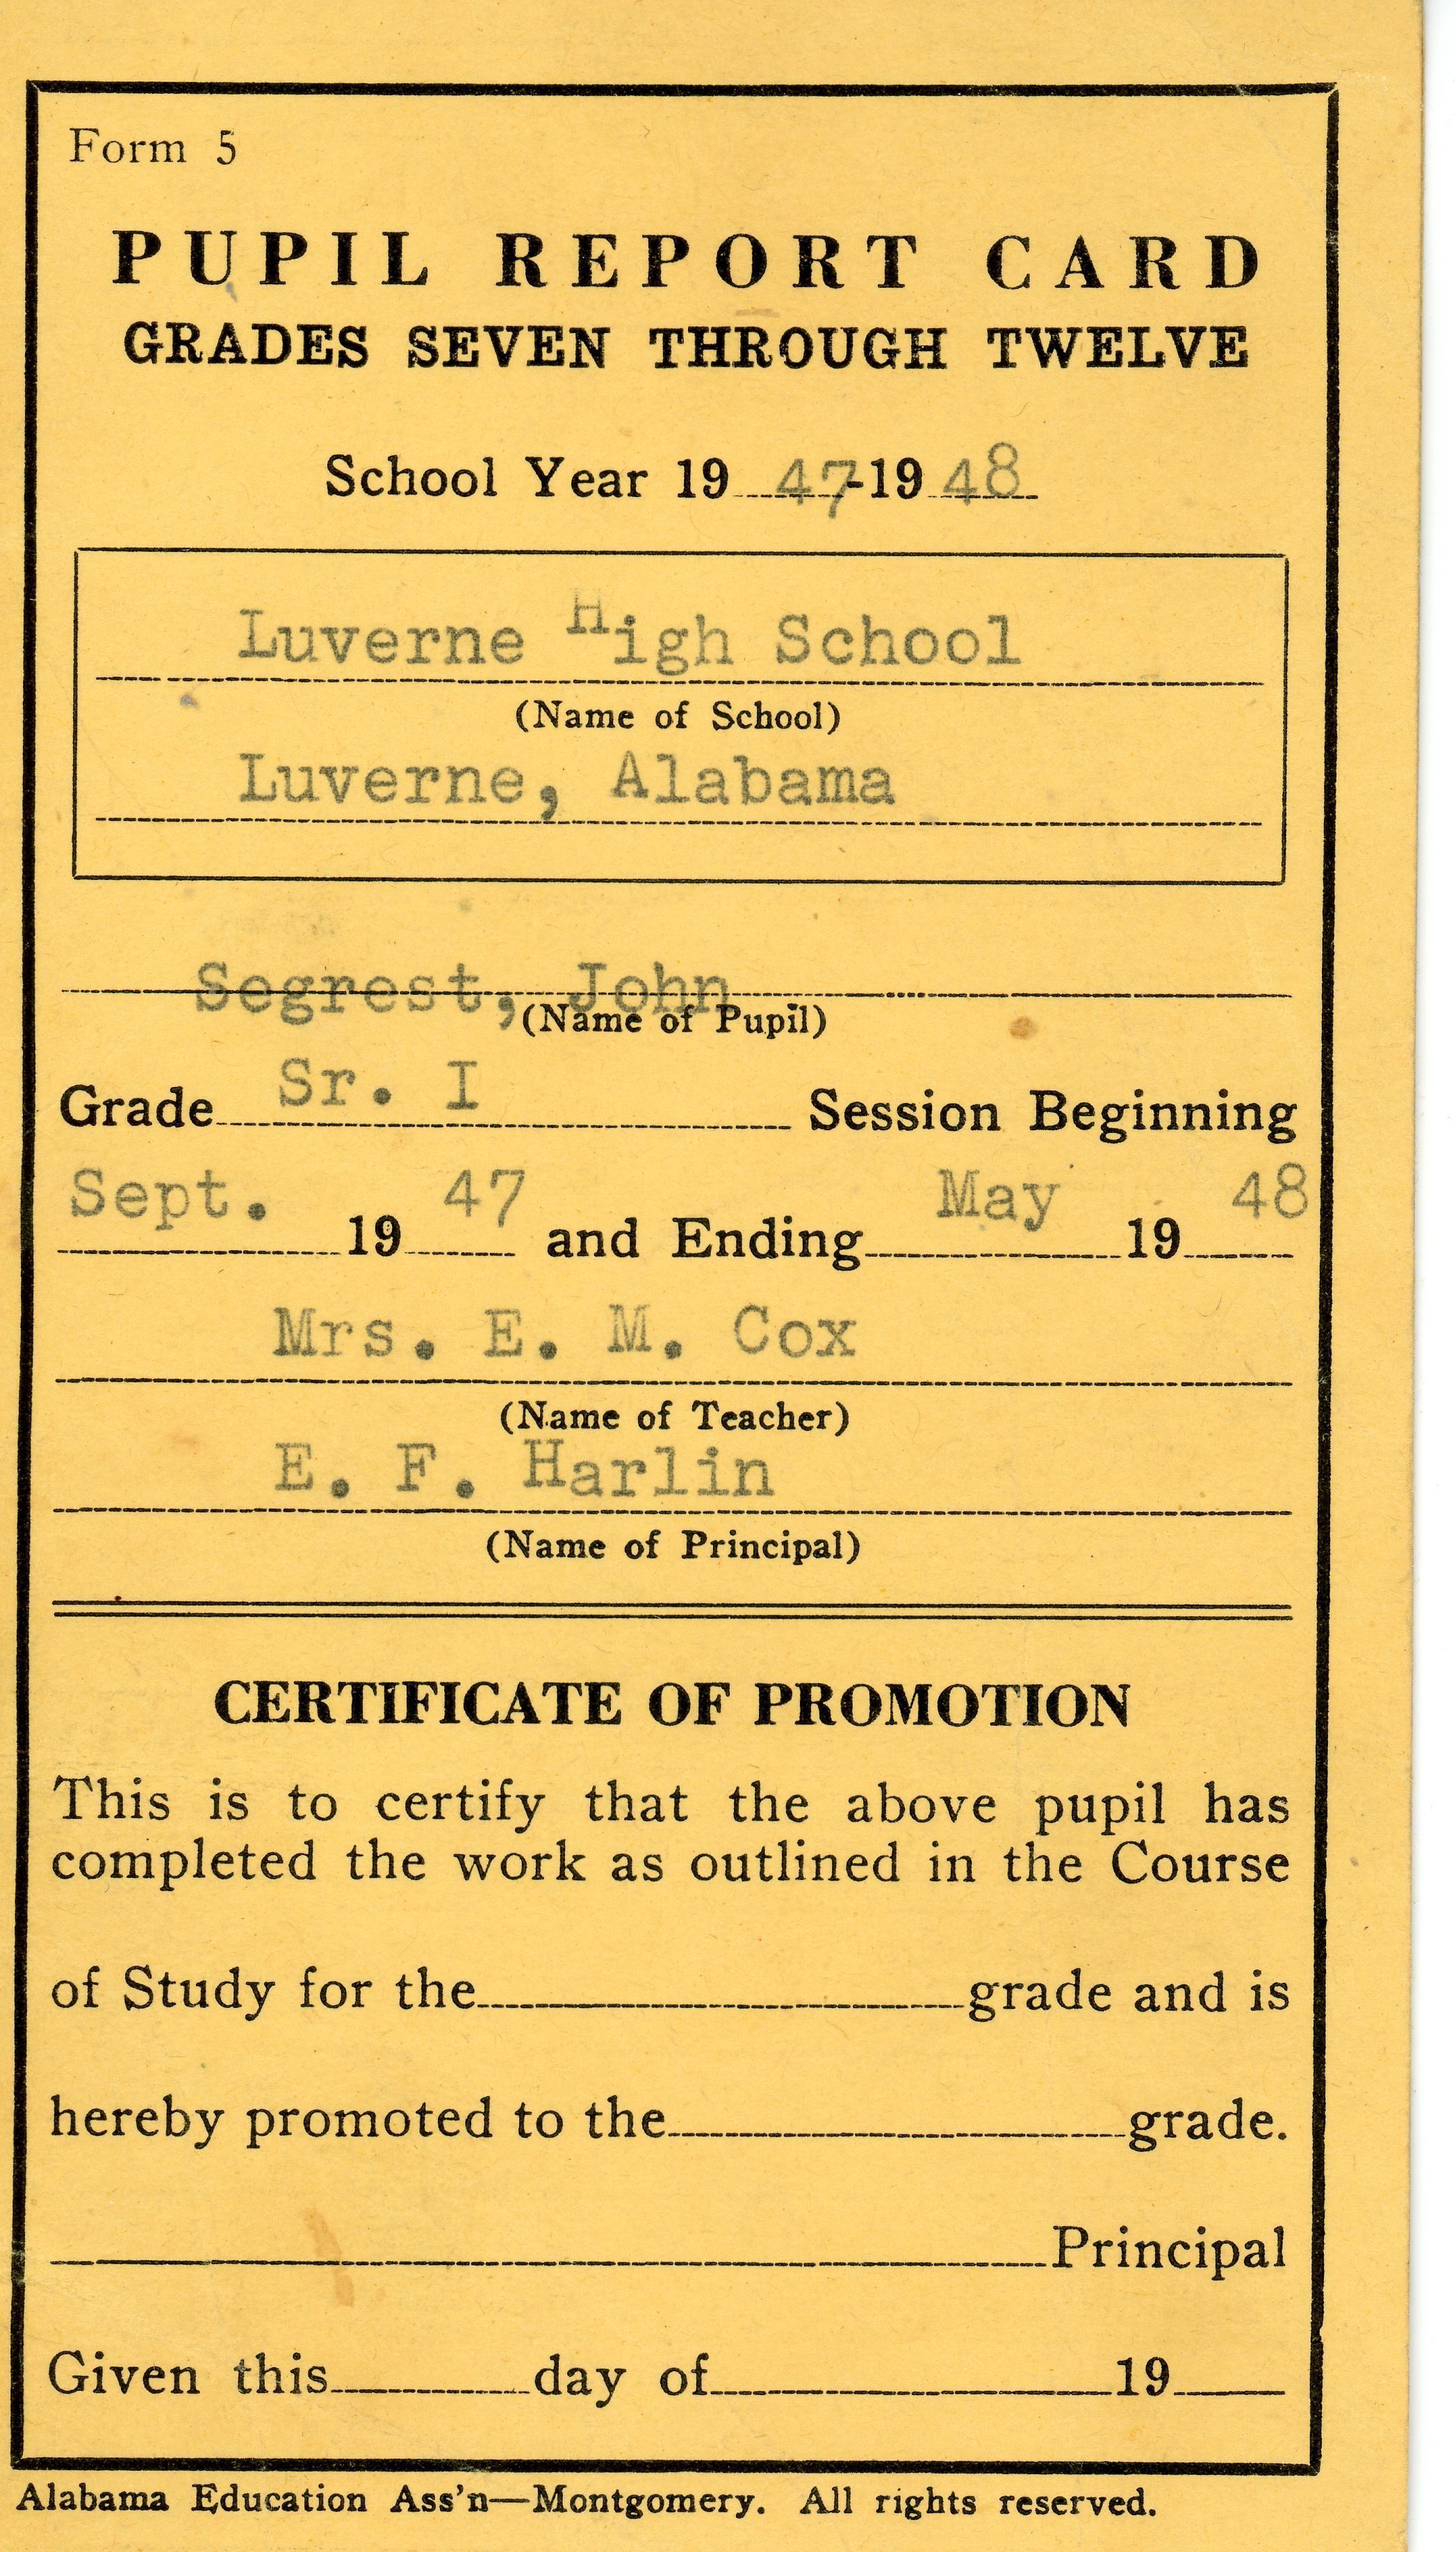 Form 5
PUPIL REPORT CARD
GRADES SEVEN THROUGH TWELVE
School Year 19 47-19 48
Luverne High School
(Name of School)
Luverne, Alabama
Segrest, John
(Name of Pupil)
Grade Sr. I Session Beginning
Sept. 19 47 and Ending May 19 48
Mrs. E. M. Cox
(Name of Teacher)
E. F. Harlin
(Name of Principal)
CERTIFICATE OF PROMOTION
This is to certify that the above pupil has
completed the work as outlined in the Course
of Study for the grade and is
hereby promoted to the grade.
Principal
Given this day of 19
Alabama Education Ass'n—Montgomery. All rights reserved.